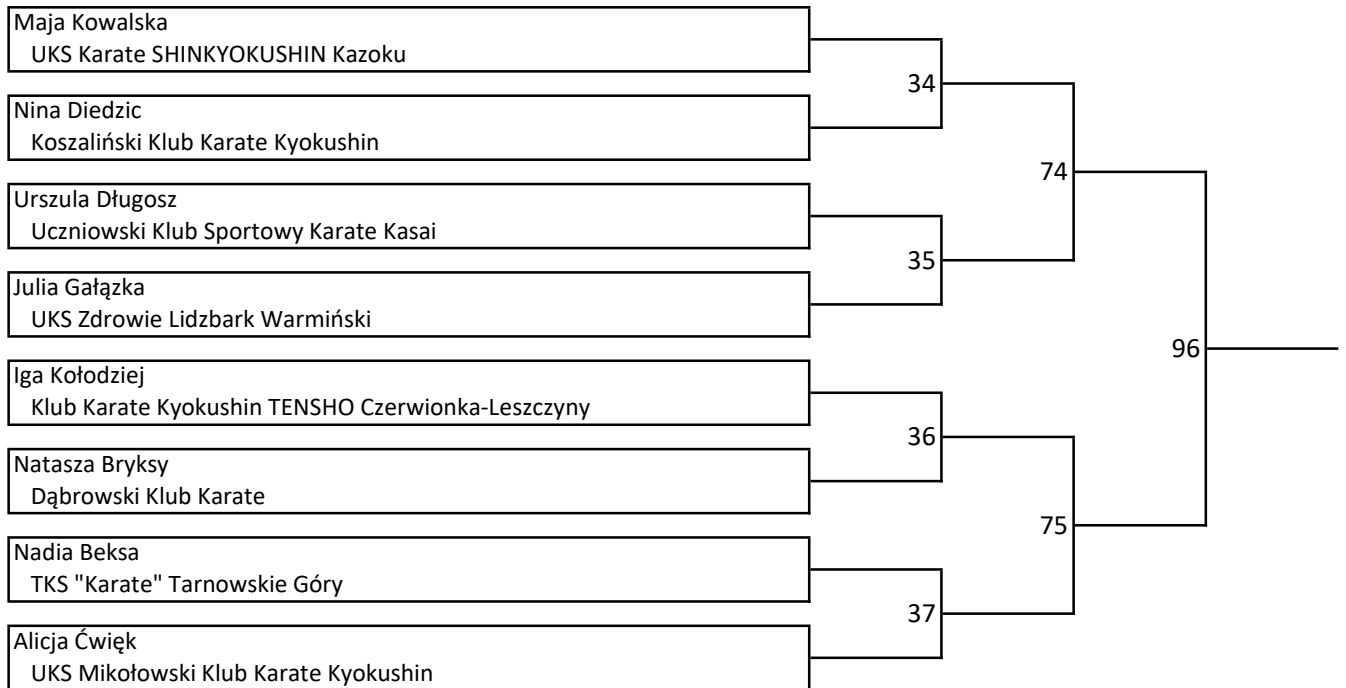 Maja Kowalska
UKS Karate SHINKYOKUSHIN Kazoku
34
Nina Diedzic
Koszaliński Klub Karate Kyokushin
74
Urszula Długosz
Uczniowski Klub Sportowy Karate Kasai
35
Julia Gałązka
UKS Zdrowie Lidzbark Warmiński
96
Iga Kołodziej
Klub Karate Kyokushin TENSHO Czerwionka-Leszczyny
36
Natasza Bryksy
Dąbrowski Klub Karate
75
Nadia Beksa
TKS "Karate" Tarnowskie Góry
37
Alicja Ćwięk
UKS Mikołowski Klub Karate Kyokushin